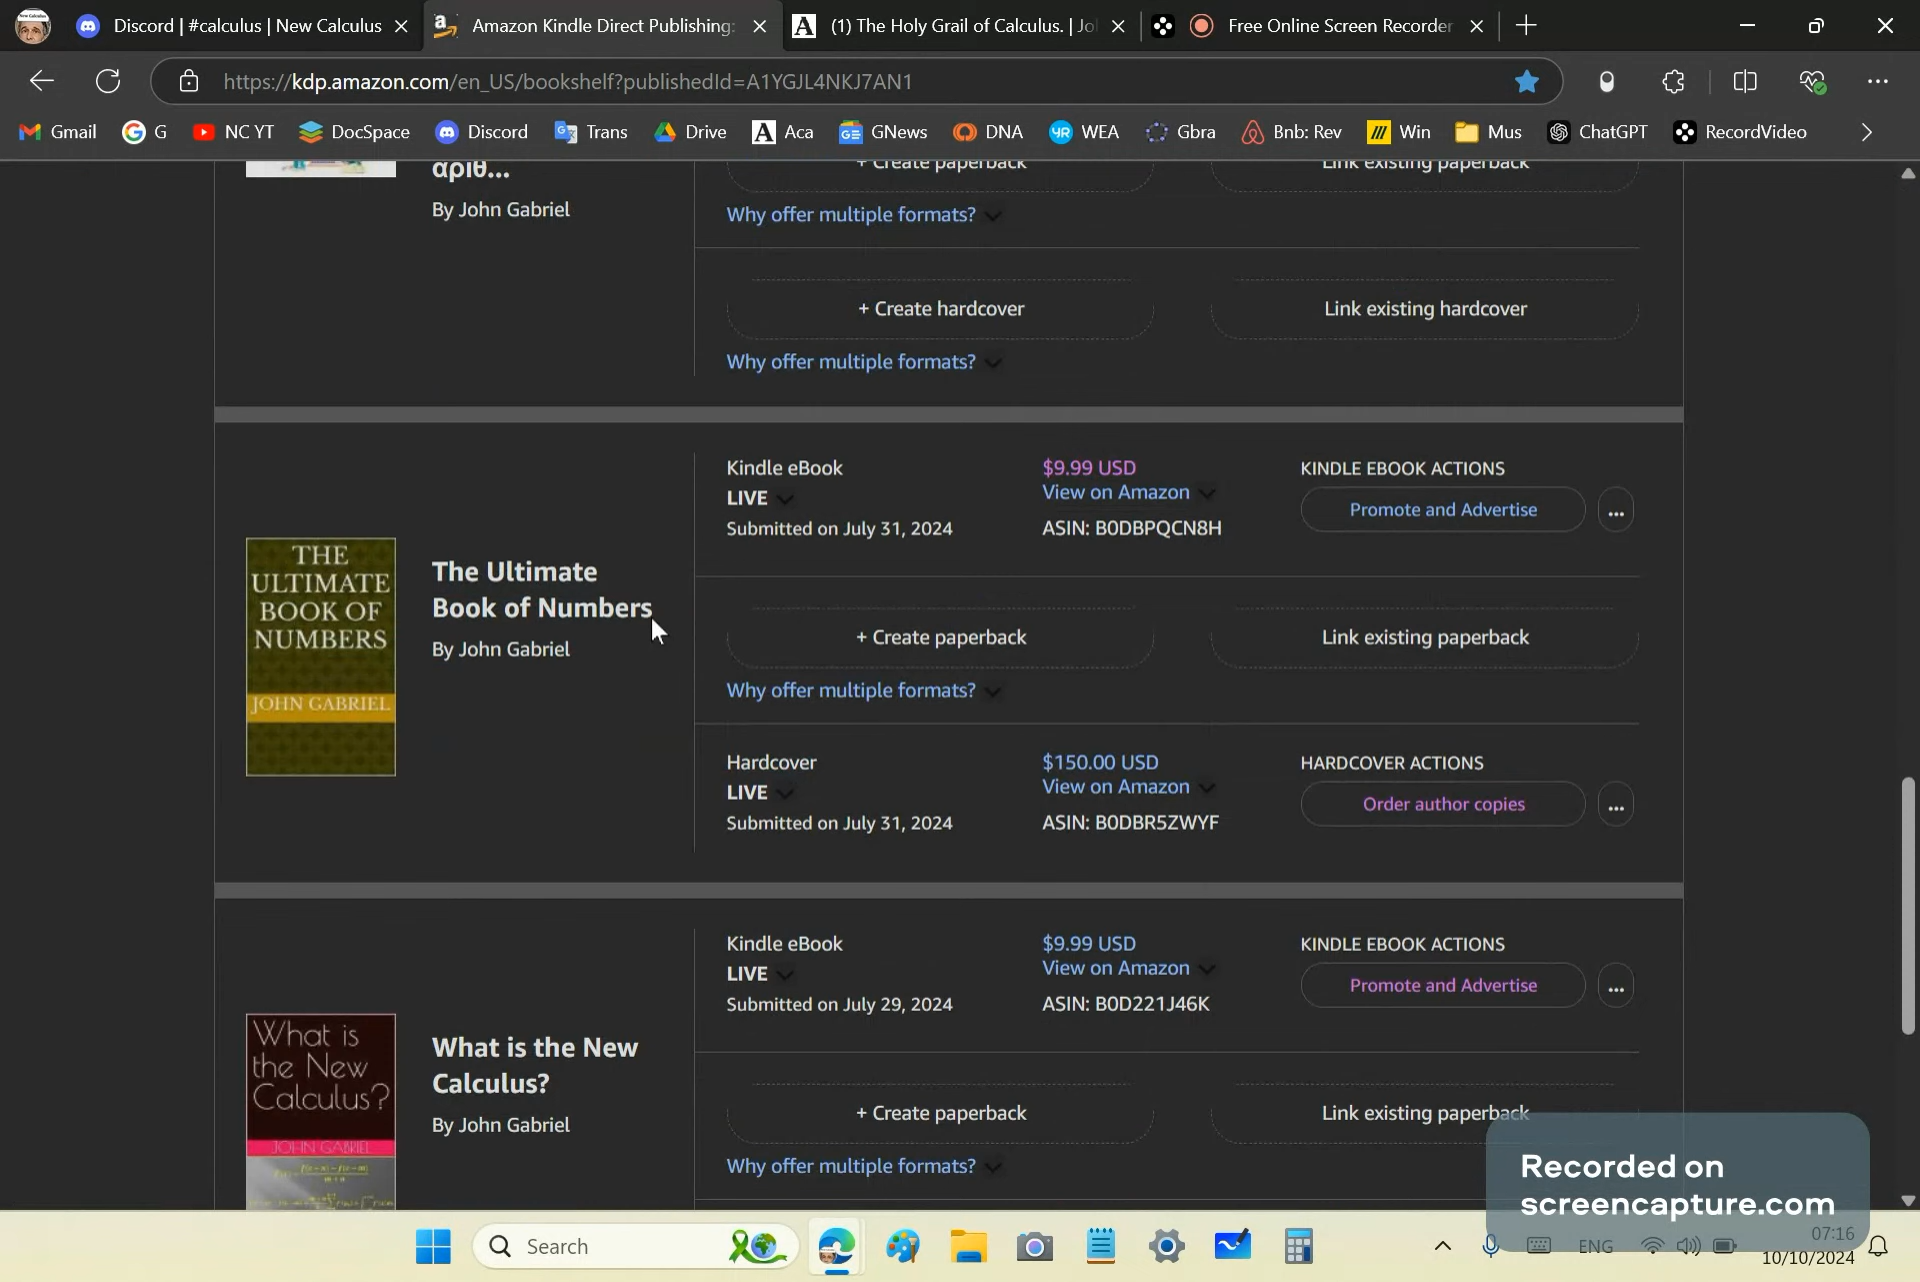 Discord | #calculus | New Calculus
Amazon Kindle Direct Publishing:
(1) The Holy Grail of Calculus. | Jo
Free Online Screen Recorder
https://kdp.amazon.com/en_US/bookshelf?publishedId=A1YGJL4NKJ7AN1
Gmail
G
NC YT
DocSpace
Discord
Trans
Drive
Aca
GNews
DNA
WEA
Gbra
Bnb: Rev
Win
Mus
ChatGPT
RecordVideo
αριθ...
By John Gabriel
+ Create paperback
Link existing paperback
Why offer multiple formats?
+ Create hardcover
Link existing hardcover
Why offer multiple formats?
THE
ULTIMATE
BOOK OF
NUMBERS
JOHN GABRIEL
The Ultimate
Book of Numbers
By John Gabriel
Kindle eBook
LIVE
Submitted on July 31, 2024
$9.99 USD
View on Amazon
ASIN: B0DBPQCN8H
KINDLE EBOOK ACTIONS
Promote and Advertise
...
+ Create paperback
Link existing paperback
Why offer multiple formats?
Hardcover
LIVE
Submitted on July 31, 2024
$150.00 USD
View on Amazon
ASIN: B0DBR5ZWYF
HARDCOVER ACTIONS
Order author copies
...
What is
the New
Calculus?
JOHN GABRIEL
What is the New
Calculus?
By John Gabriel
Kindle eBook
LIVE
Submitted on July 29, 2024
$9.99 USD
View on Amazon
ASIN: B0D221J46K
KINDLE EBOOK ACTIONS
Promote and Advertise
...
+ Create paperback
Link existing paperback
Why offer multiple formats?
Recorded on
screencapture.com
Search
ENG
07:16
10/10/2024